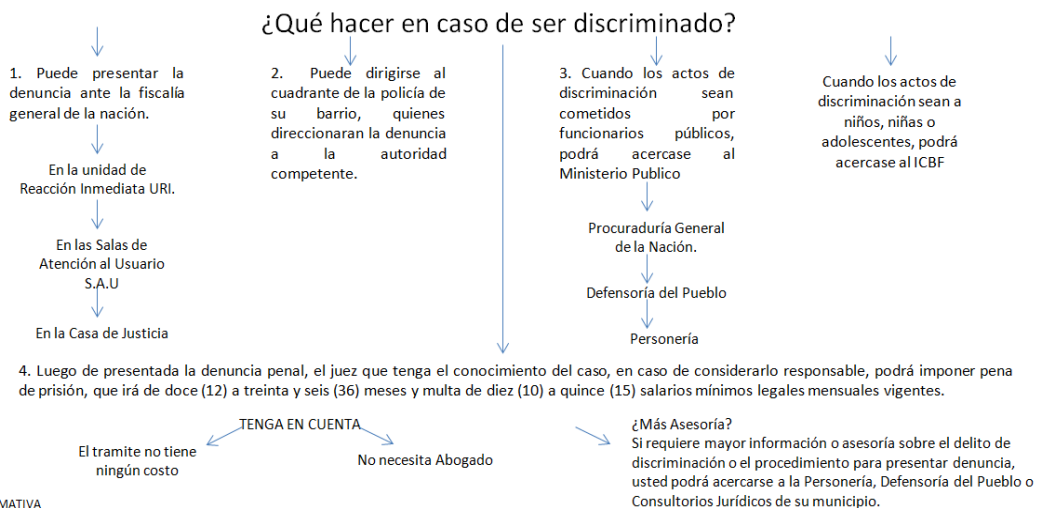 ¿Qué hacer en caso de ser discriminado?
1. Puede presentar la
denuncia ante la fiscalía
general de la nación.
En la unidad de
Reacción Inmediata URI.
En las Salas de
Atención al Usuario
S.A.U
En la Casa de Justicia
2. Puede dirigirse al
cuadrante de la policía de
su barrio, quienes
direccionaran la denuncia
a la autoridad
competente.
3. Cuando los actos de
discriminación sean
cometidos por
funcionarios públicos,
podrá acercase al
Ministerio Publico
Procuraduría General
de la Nación.
Defensoría del Pueblo
Personería
Cuando los actos de
discriminación sean a
niños, niñas o
adolescentes, podrá
acercase al ICBF
4. Luego de presentada la denuncia penal, el juez que tenga el conocimiento del caso, en caso de considerarlo responsable, podrá imponer pena
de prisión, que irá de doce (12) a treinta y seis (36) meses y multa de diez (10) a quince (15) salarios mínimos legales mensuales vigentes.
TENGA EN CUENTA
El tramite no tiene
ningún costo
No necesita Abogado
¿Más Asesoría?
Si requiere mayor información o asesoría sobre el delito de
discriminación o el procedimiento para presentar denuncia,
usted podrá acercarse a la Personería, Defensoría del Pueblo o
Consultorios Jurídicos de su municipio.
MATIVA